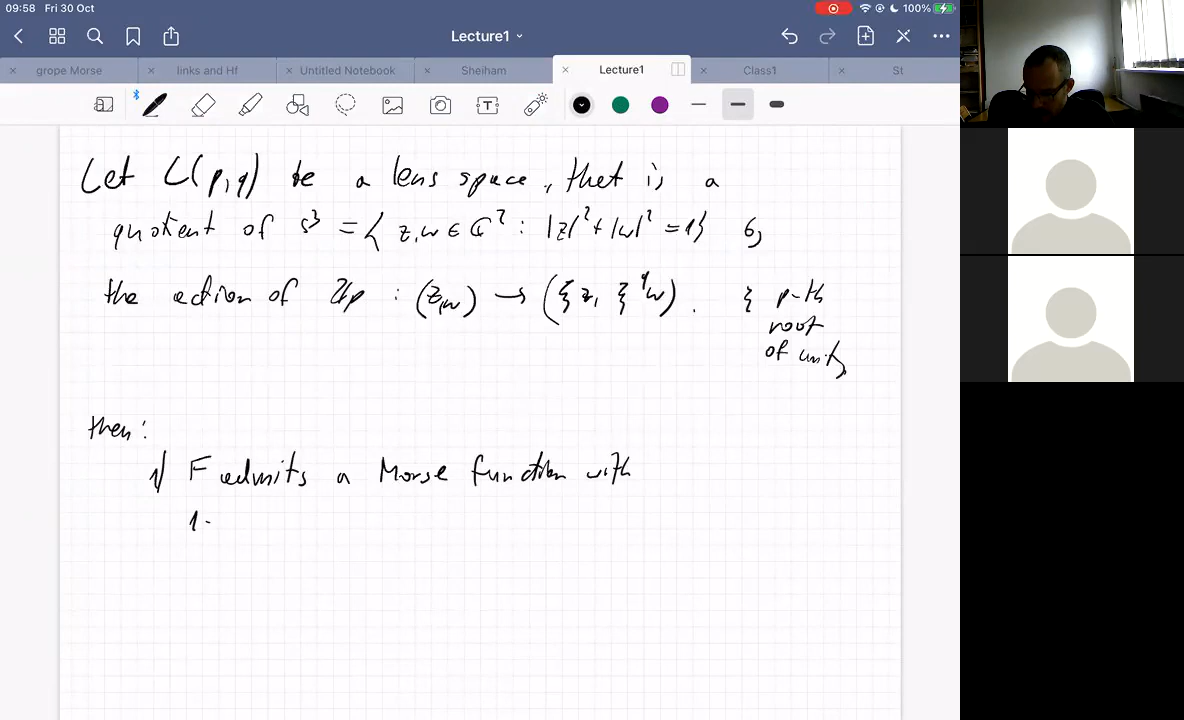 09:58 Fri 30 Oct
100%
Lecture1
grope Morse
links and Hf
Untitled Notebook
Sheiham
Lecture1
Class1
St
Let L(p,q) be a lens space, that is a
quotient of S³ = { z,w ∈ C² : |z|²+|w|² = 1} by
the action of Zp : (z,w) → (ξz, ξ^q w) . ξ p-th
root
of unity
then:
1) F admits a Morse function with
1-